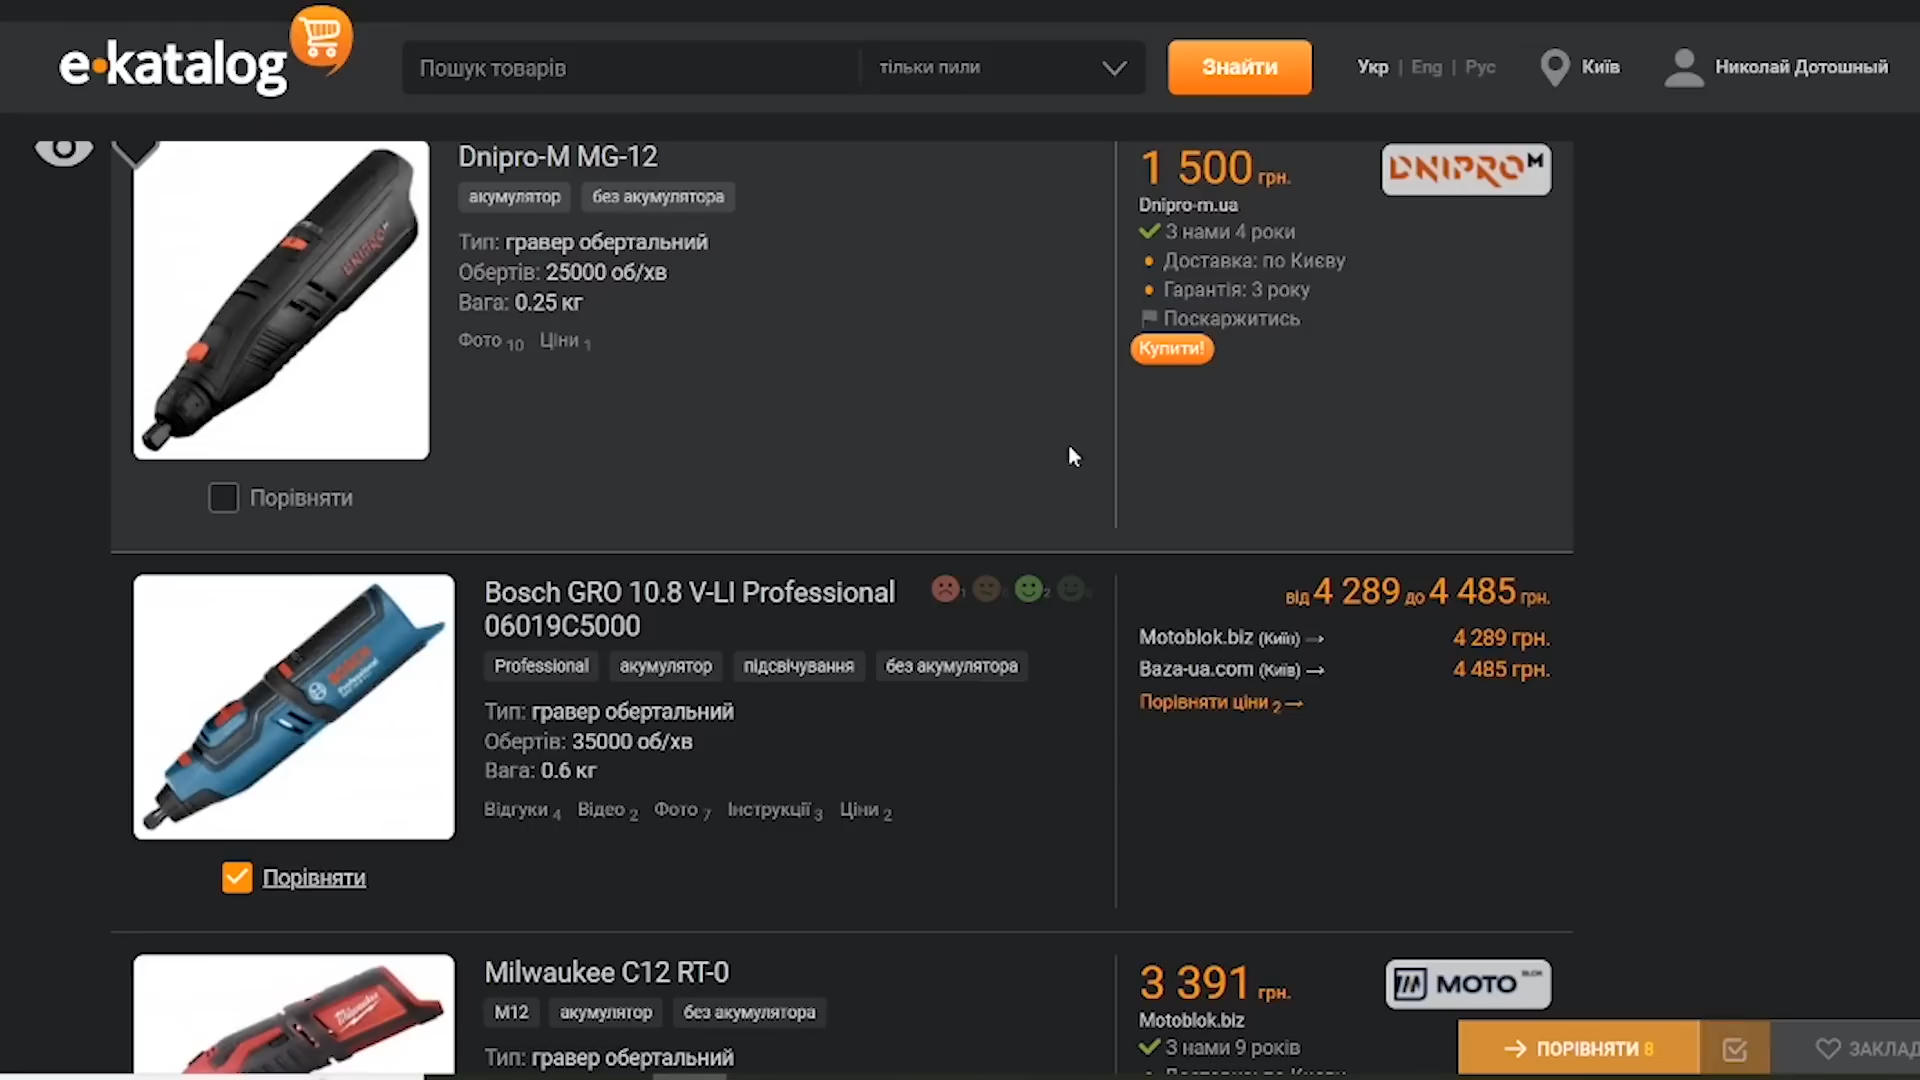 e·katalog
Пошук товарів
тільки пили
Знайти
Укр | Eng | Рус
Київ
Николай Дотошный
Dnipro-M MG-12
акумулятор без акумулятора
Тип: гравер обертальний
Обертів: 25000 об/хв
Вага: 0.25 кг
Фото 10 Ціни 1
Порівняти
1 500 грн.
DNIPRO M
Dnipro-m.ua
З нами 4 роки
Доставка: по Києву
Гарантія: 3 року
Поскаржитись
Купити!
DNIPRO M
Bosch GRO 10.8 V-LI Professional
06019C5000
Professional акумулятор підсвічування без акумулятора
Тип: гравер обертальний
Обертів: 35000 об/хв
Вага: 0.6 кг
Відгуки 4 Відео 2 Фото 7 Інструкції 3 Ціни 2
BOSCH
Professional
Порівняти
від 4 289 до 4 485 грн.
Motoblok.biz (Київ) → 4 289 грн.
Baza-ua.com (Київ) → 4 485 грн.
Порівняти ціни 2 →
Milwaukee C12 RT-0
M12 акумулятор без акумулятора
Тип: гравер обертальний
Milwaukee
3 391 грн.
MOTO BLOK
Motoblok.biz
З нами 9 років
→ ПОРІВНЯТИ 8
ЗАКЛАД